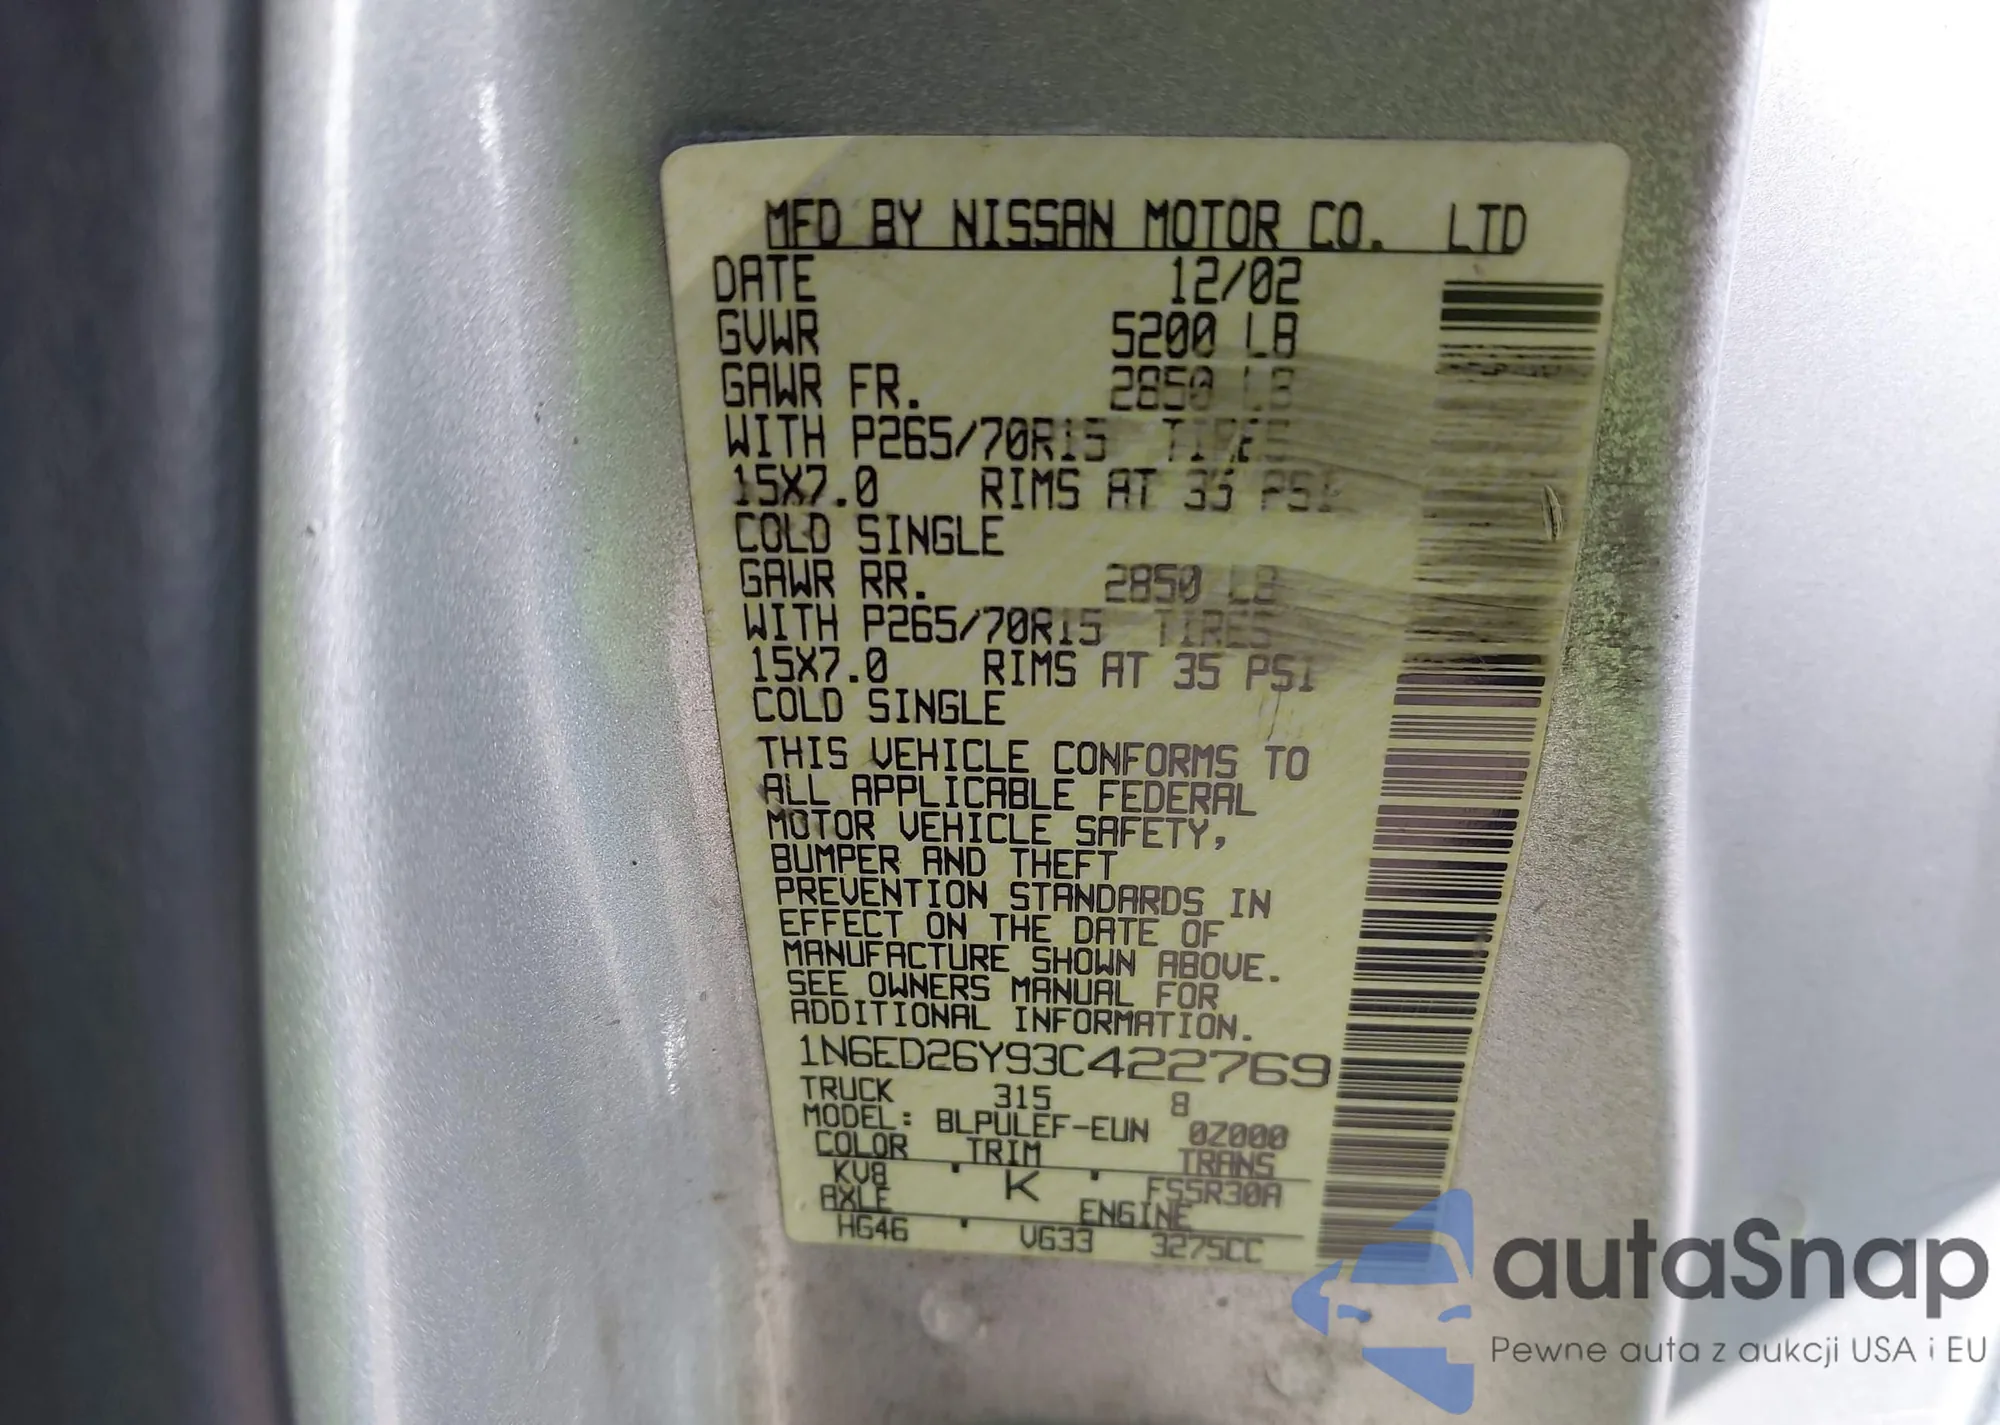 MFD BY NISSAN MOTOR CO. LTD
DATE 12/02
GVWR 5200 LB
GAWR FR. 2850 LB
WITH P265/70R15 TIRES
15X7.0 RIMS AT 35 PSI
COLD SINGLE
GAWR RR. 2850 LB
WITH P265/70R15 TIRES
15X7.0 RIMS AT 35 PSI
COLD SINGLE
THIS VEHICLE CONFORMS TO
ALL APPLICABLE FEDERAL
MOTOR VEHICLE SAFETY,
BUMPER AND THEFT
PREVENTION STANDARDS IN
EFFECT ON THE DATE OF
MANUFACTURE SHOWN ABOVE.
SEE OWNERS MANUAL FOR
ADDITIONAL INFORMATION.
1N6ED26Y93C422769
TRUCK 315 8
MODEL: BLPULEF-EUN 0Z000
COLOR TRIM TRANS
KV8 K FS5R30A
AXLE ENGINE
HG46 VG33 3275CC
autaSnap
Pewne auta z aukcji USA i EU